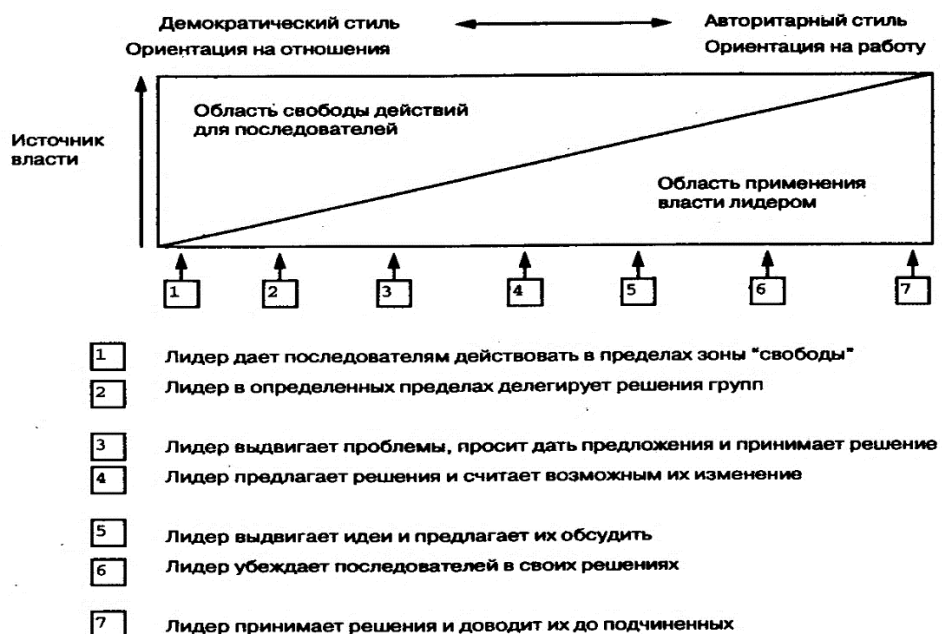 Демократический стиль
Авторитарный стиль
Ориентация на отношения
Ориентация на работу
Источник
власти
Область свободы действий
для последователей
Область применения
власти лидером
1
2
3
4
5
6
7
1 Лидер дает последователям действовать в пределах зоны "свободы"
2 Лидер в определенных пределах делегирует решения групп
3 Лидер выдвигает проблемы, просит дать предложения и принимает решение
4 Лидер предлагает решения и считает возможным их изменение
5 Лидер выдвигает идеи и предлагает их обсудить
6 Лидер убеждает последователей в своих решениях
7 Лидер принимает решения и доводит их до подчиненных